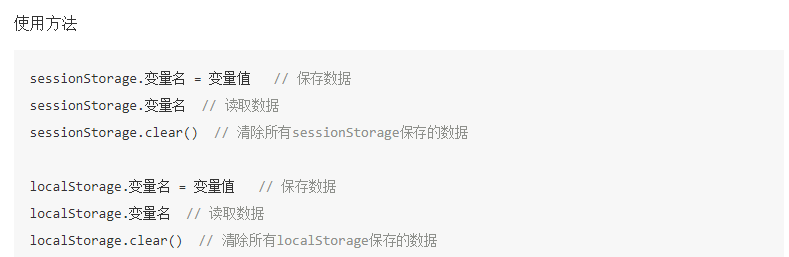 使用方法
sessionStorage.变量名 = 变量值 // 保存数据
sessionStorage.变量名 // 读取数据
sessionStorage.clear() // 清除所有sessionStorage保存的数据
localStorage.变量名 = 变量值 // 保存数据
localStorage.变量名 // 读取数据
localStorage.clear() // 清除所有localStorage保存的数据